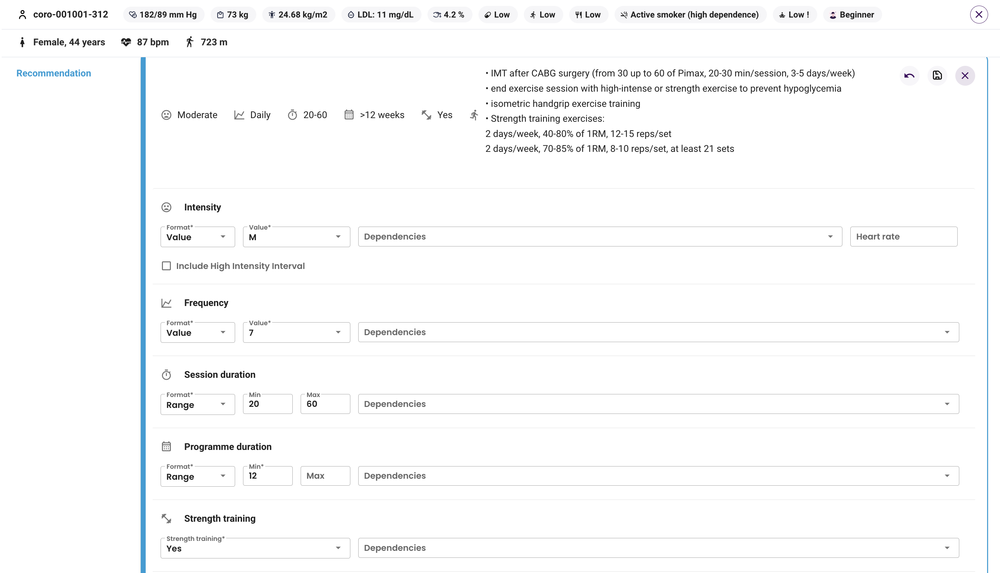 coro-001001-312 182/89 mm Hg 73 kg 24.68 kg/m2 LDL: 11 mg/dL 4.2 % Low Low Low Active smoker (high dependence) Low ! Beginner
Female, 44 years 87 bpm 723 m
Recommendation
Moderate Daily 20-60 >12 weeks Yes
• IMT after CABG surgery (from 30 up to 60 of Pimax, 20-30 min/session, 3-5 days/week)
• end exercise session with high-intense or strength exercise to prevent hypoglycemia
• isometric handgrip exercise training
• Strength training exercises:
2 days/week, 40-80% of 1RM, 12-15 reps/set
2 days/week, 70-85% of 1RM, 8-10 reps/set, at least 21 sets
Intensity
Format* Value*
Value M Dependencies Heart rate
Include High Intensity Interval
Frequency
Format* Value*
Value 7 Dependencies
Session duration
Format* Min Max
Range 20 60 Dependencies
Programme duration
Format* Min*
Range 12 Max Dependencies
Strength training
Strength training*
Yes Dependencies